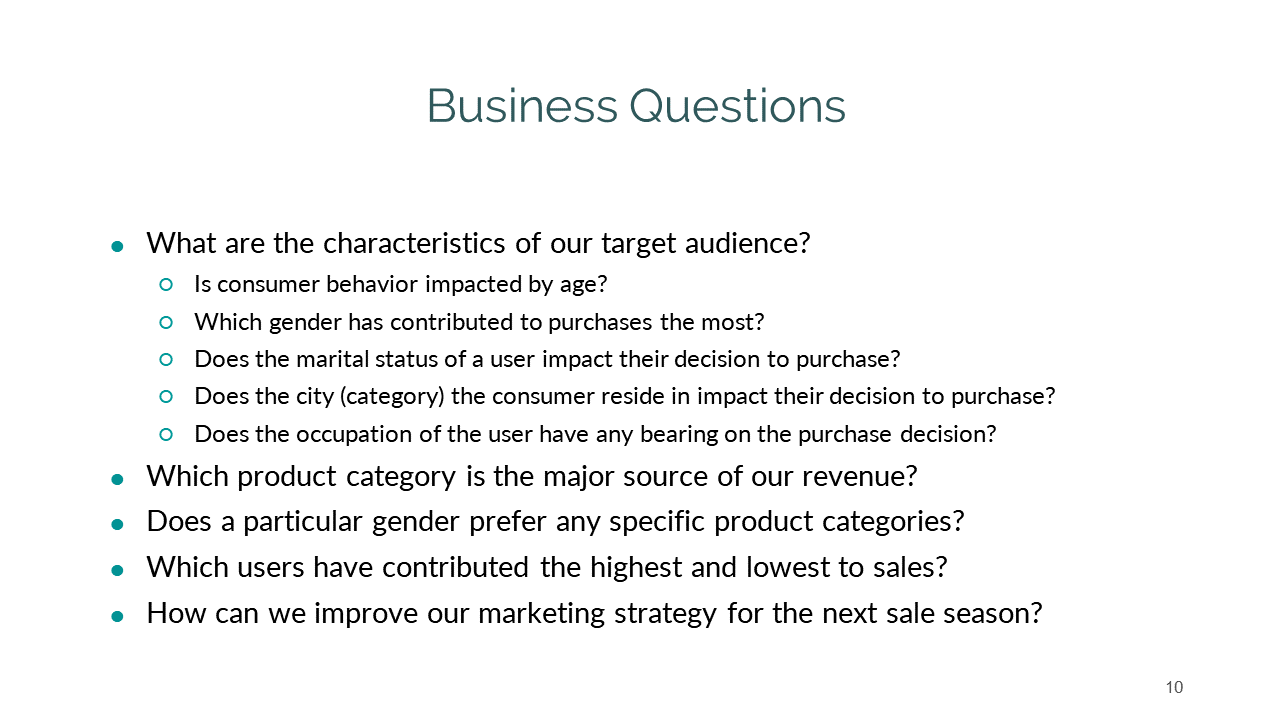 Business Questions
● What are the characteristics of our target audience?
○ Is consumer behavior impacted by age?
○ Which gender has contributed to purchases the most?
○ Does the marital status of a user impact their decision to purchase?
○ Does the city (category) the consumer reside in impact their decision to purchase?
○ Does the occupation of the user have any bearing on the purchase decision?
● Which product category is the major source of our revenue?
● Does a particular gender prefer any specific product categories?
● Which users have contributed the highest and lowest to sales?
● How can we improve our marketing strategy for the next sale season?
10